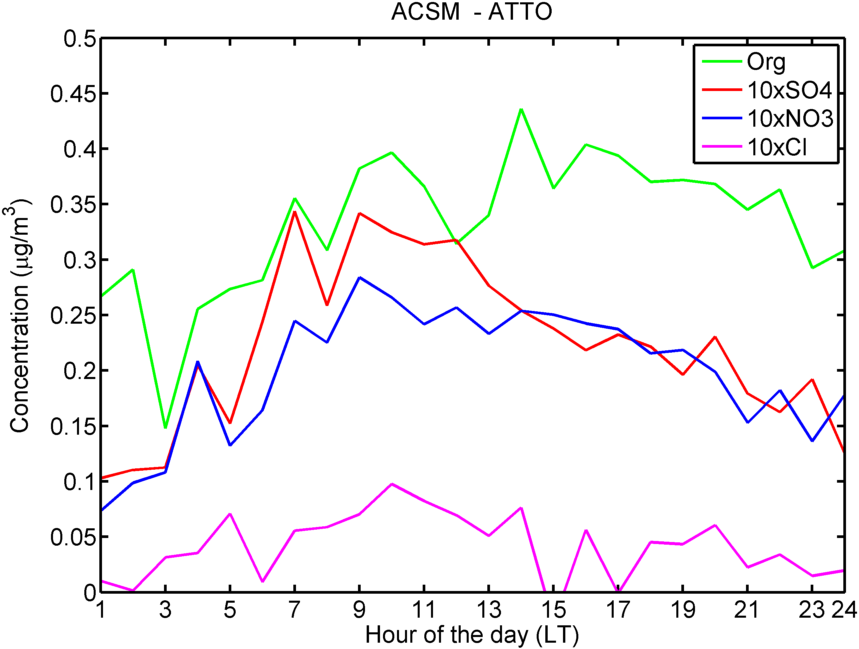 ACSM - ATTO
0.5
0.45
0.4
0.35
0.3
0.25
0.2
0.15
0.1
0.05
0
Concentration (μg/m³)
Org
10xSO4
10xNO3
10xCl
1 3 5 7 9 11 13 15 17 19 21 23 24
Hour of the day (LT)